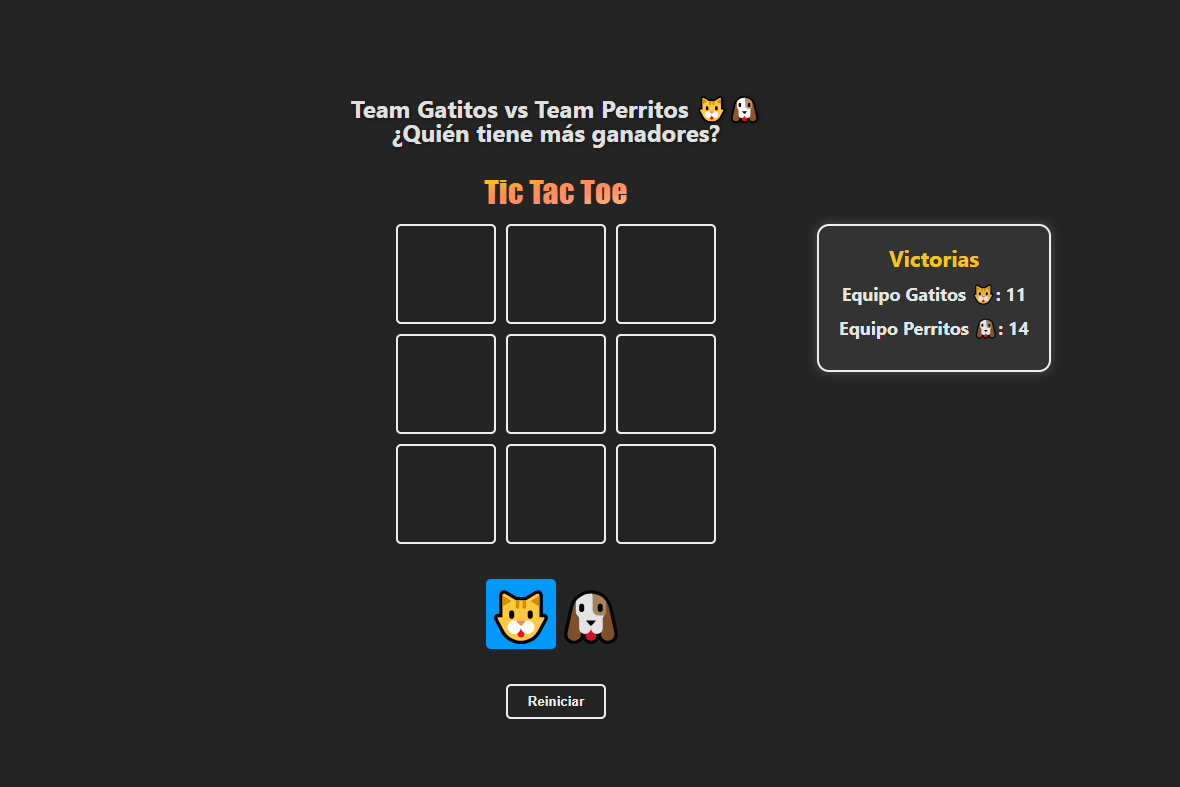 Team Gatitos vs Team Perritos 🐱 🐶
¿Quién tiene más ganadores?
Tic Tac Toe
Victorias
Equipo Gatitos 🐱: 11
Equipo Perritos 🐶: 14
Reiniciar